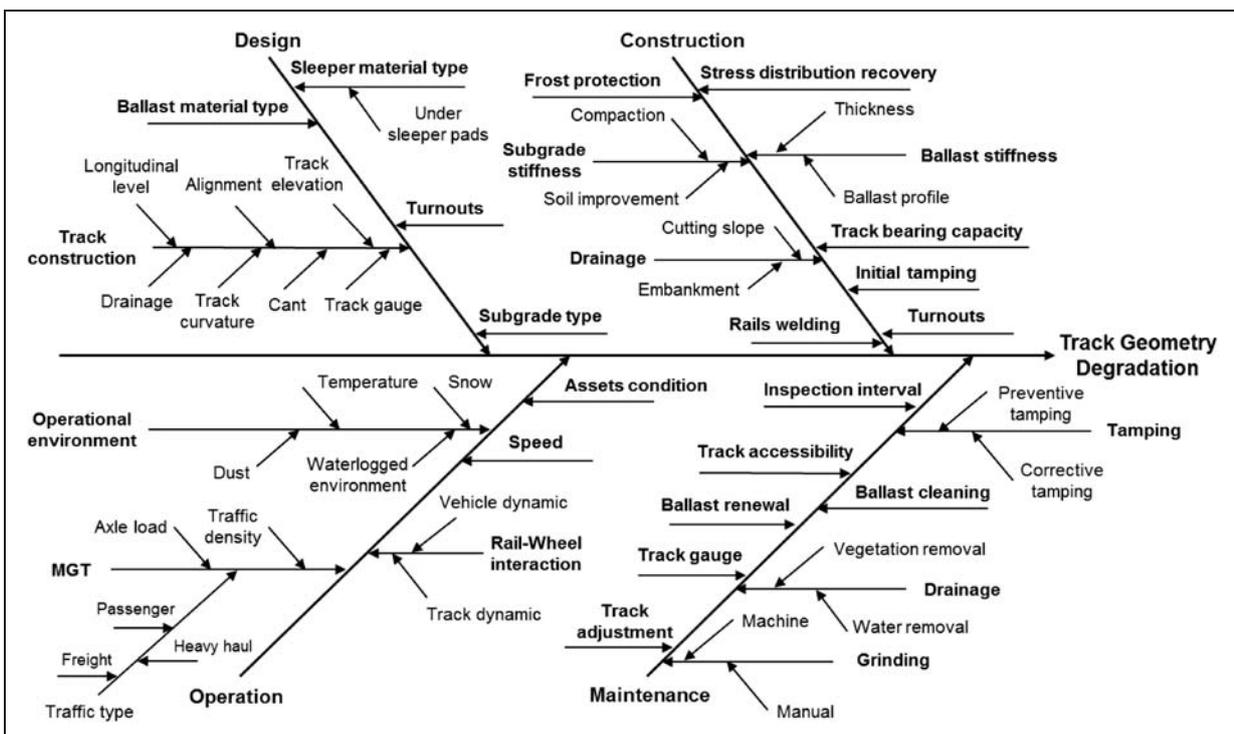 Design
Construction
Sleeper material type
Stress distribution recovery
Frost protection
Ballast material type
Under
sleeper pads
Compaction
Thickness
Subgrade
stiffness
Ballast stiffness
Longitudinal
level
Alignment
Track
elevation
Soil improvement
Ballast profile
Turnouts
Cutting slope
Track bearing capacity
Track
construction
Drainage
Embankment
Initial tamping
Drainage
Track
curvature
Cant
Track gauge
Subgrade type
Rails welding
Turnouts
Track Geometry
Degradation
Temperature
Snow
Assets condition
Inspection interval
Preventive
tamping
Operational
environment
Tamping
Speed
Dust
Waterlogged
environment
Track accessibility
Corrective
tamping
Ballast cleaning
Axle load
Traffic
density
Vehicle dynamic
Ballast renewal
MGT
Rail-Wheel
interaction
Track gauge
Vegetation removal
Drainage
Passenger
Track dynamic
Track
adjustment
Machine
Water removal
Freight
Heavy haul
Grinding
Traffic type
Operation
Maintenance
Manual